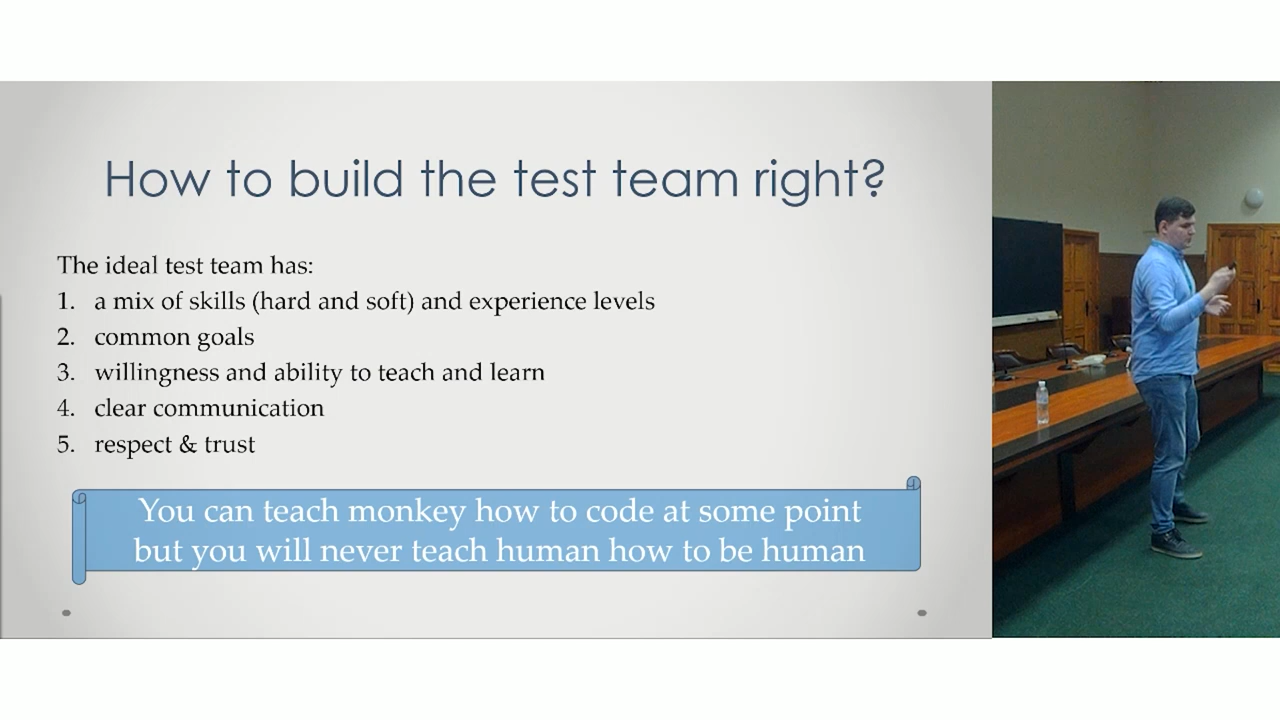 How to build the test team right?
The ideal test team has:
1. a mix of skills (hard and soft) and experience levels
2. common goals
3. willingness and ability to teach and learn
4. clear communication
5. respect & trust
You can teach monkey how to code at some point
but you will never teach human how to be human